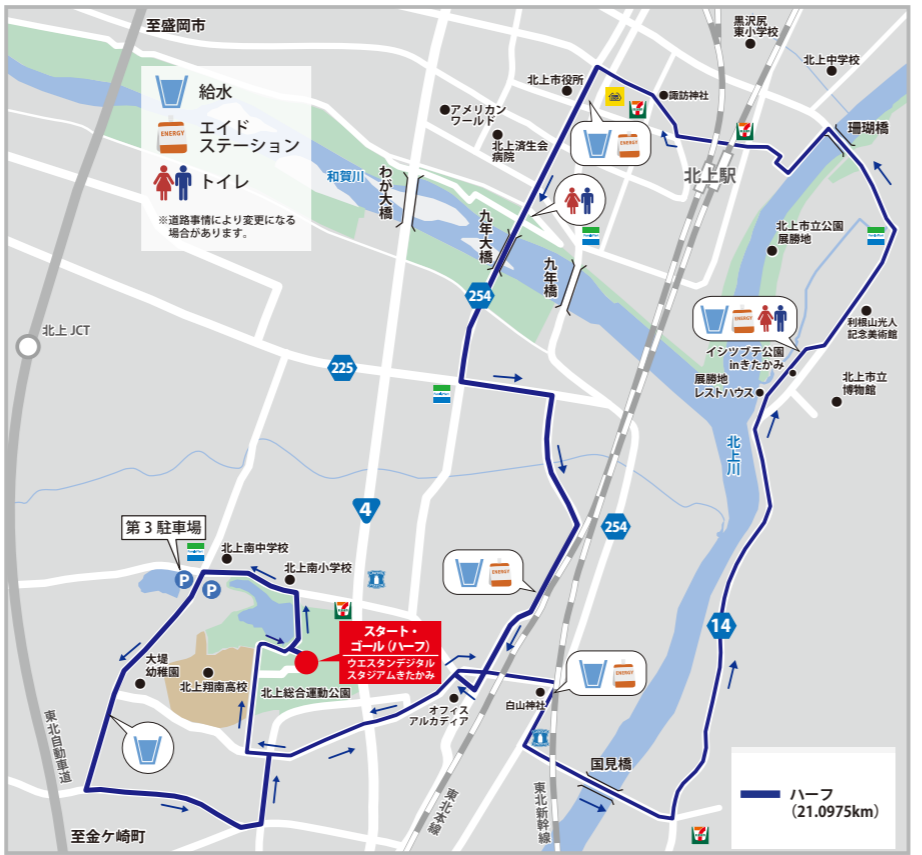 至盛岡市
給水
ENERGY
エイド
ステーション
トイレ
※道路事情により変更になる
場合があります。
黒沢尻
東小学校
北上中学校
北上市役所
諏訪神社
アメリカン
ワールド
北上済生会
病院
ENERGY
珊瑚橋
北上駅
和賀川
わが大橋
九年大橋
九年橋
北上市立公園
展勝地
254
ENERGY
利根山光人
記念美術館
イシツブテ公園
inきたかみ
展勝地
レストハウス
北上市立
博物館
北上JCT
225
北上川
4
254
第3駐車場
北上南中学校
P
P
北上南小学校
ENERGY
14
スタート・
ゴール(ハーフ)
ウエスタンデジタル
スタジアムきたかみ
大堤
幼稚園
北上翔南高校
北上総合運動公園
オフィス
アルカディア
白山神社
ENERGY
東北自動車道
国見橋
東北本線
東北新幹線
至金ケ崎町
ハーフ
(21.0975km)